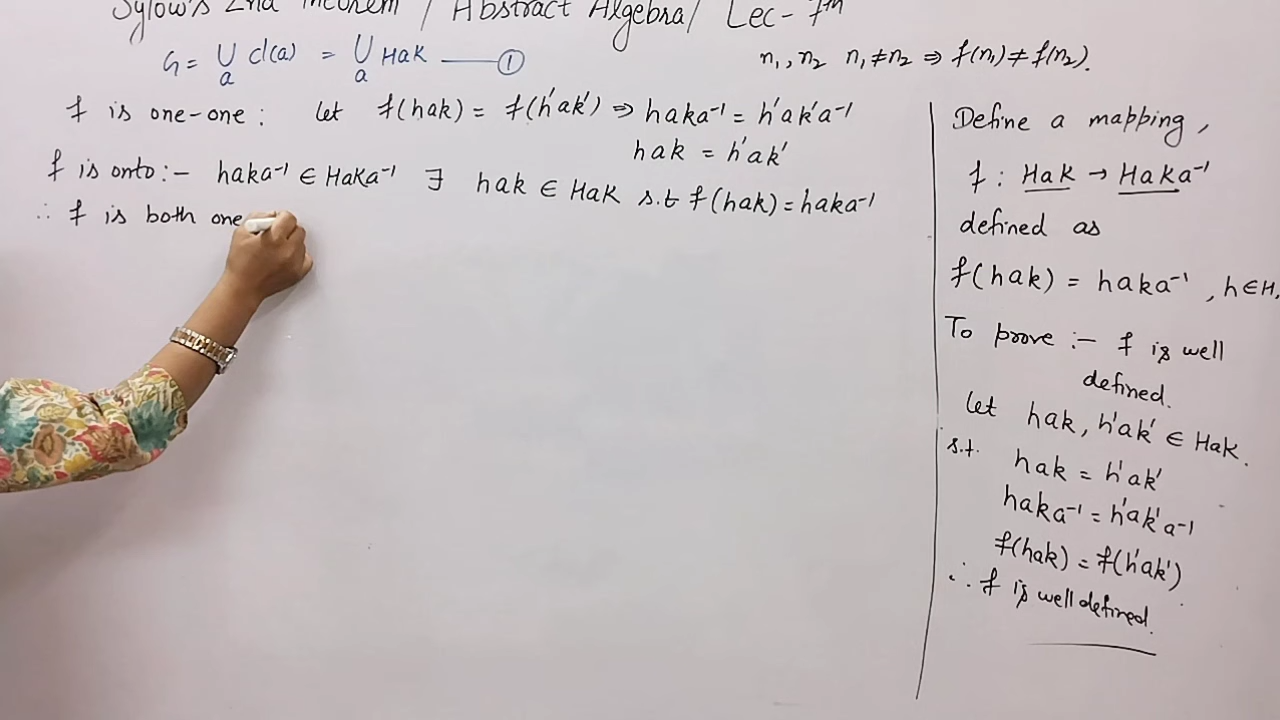 Sylow's 2nd Theorem / Abstract Algebra / Lec - 7th
G = ∪ₐ cl(a) = ∪ₐ HaK —— ①
n₁, n₂ n₁ ≠ n₂ ⇒ f(n₁) ≠ f(n₂).
f is one-one : let f(hak) = f(h'ak') ⇒ haka⁻¹ = h'ak'a⁻¹
hak = h'ak'
f is onto :- haka⁻¹ ∈ HaKa⁻¹ ∃ hak ∈ HaK s.t f(hak) = haka⁻¹
∴ f is both one
Define a mapping,
f : HaK → HaKa⁻¹
defined as
f(hak) = haka⁻¹, h∈H,
To prove :- f is well
defined.
let hak, h'ak' ∈ HaK.
s.t. hak = h'ak'
haka⁻¹ = h'ak'a⁻¹
f(hak) = f(h'ak')
∴ f is well defined.